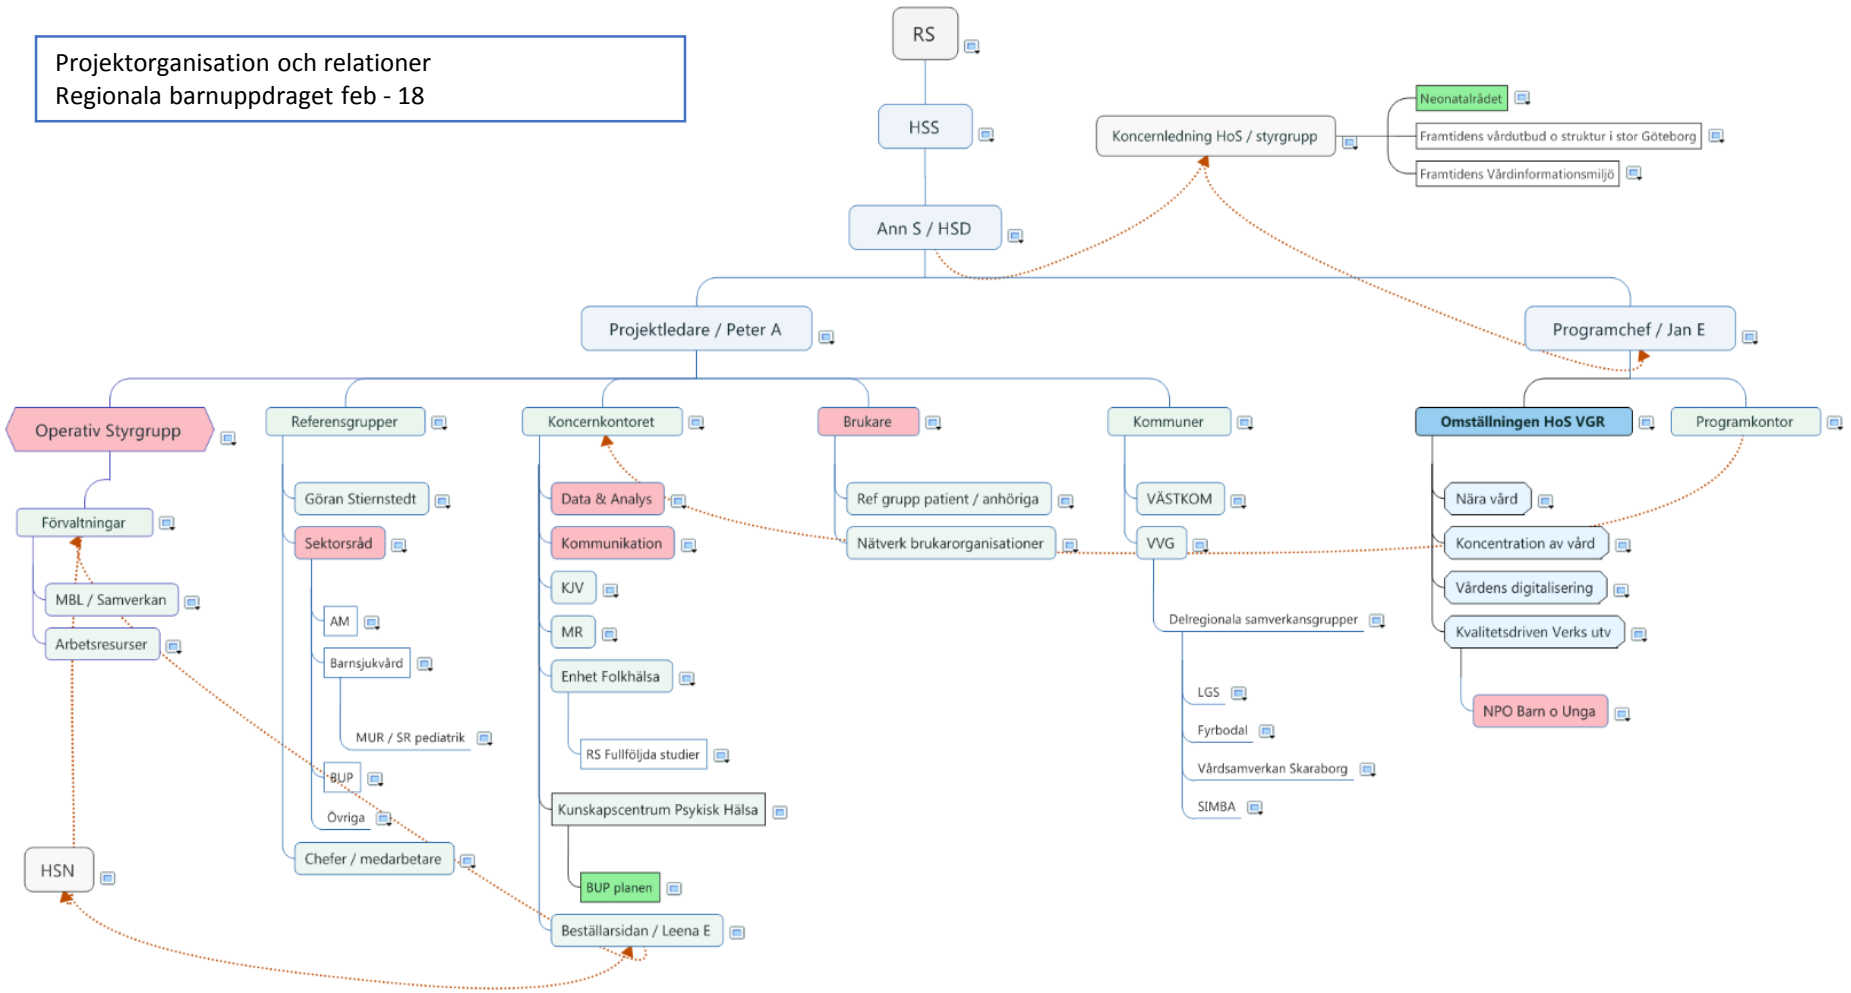 Projektorganisation och relationer
Regionala barnuppdraget feb - 18
RS
HSS
Ann S / HSD
Koncernledning HoS / styrgrupp
Neonatalrådet
Framtidens vårdutbud o struktur i stor Göteborg
Framtidens Vårdinformationsmiljö
Projektledare / Peter A
Programchef / Jan E
Operativ Styrgrupp
Förvaltningar
MBL / Samverkan
Arbetsresurser
HSN
Referensgrupper
Göran Stiernstedt
Sektorsråd
AM
Barnsjukvård
MUR / SR pediatrik
BUP
Övriga
Chefer / medarbetare
Koncernkontoret
Data & Analys
Kommunikation
KJV
MR
Enhet Folkhälsa
RS Fullföljda studier
Kunskapscentrum Psykisk Hälsa
BUP planen
Beställarsidan / Leena E
Brukare
Ref grupp patient / anhöriga
Nätverk brukarorganisationer
Kommuner
VÄSTKOM
VVG
Delregionala samverkansgrupper
LGS
Fyrbodal
Vårdsamverkan Skaraborg
SIMBA
Omställningen HoS VGR
Nära vård
Koncentration av vård
Vårdens digitalisering
Kvalitetsdriven Verks utv
NPO Barn o Unga
Programkontor